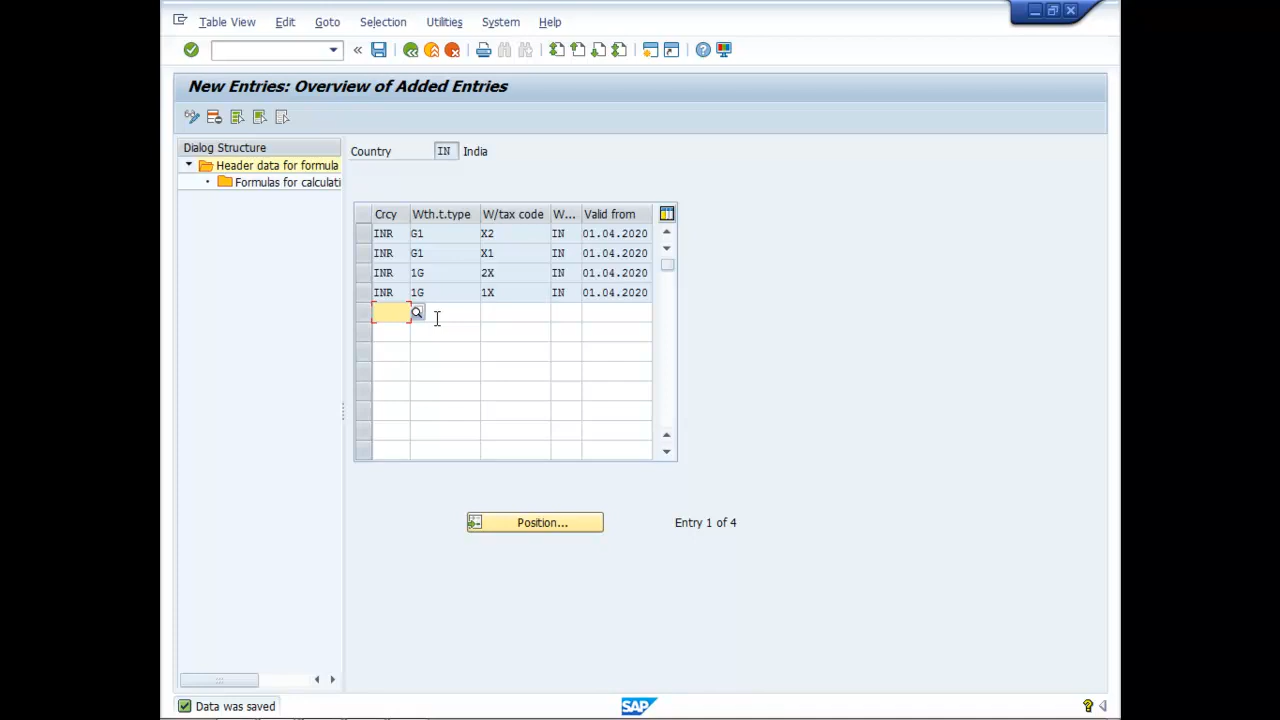 Table View Edit Goto Selection Utilities System Help
New Entries: Overview of Added Entries
Dialog Structure
Header data for formula
Formulas for calculati
Country IN India
Crcy Wth.t.type W/tax code W... Valid from
INR G1 X2 IN 01.04.2020
INR G1 X1 IN 01.04.2020
INR 1G 2X IN 01.04.2020
INR 1G 1X IN 01.04.2020
Position... Entry 1 of 4
Data was saved
SAP